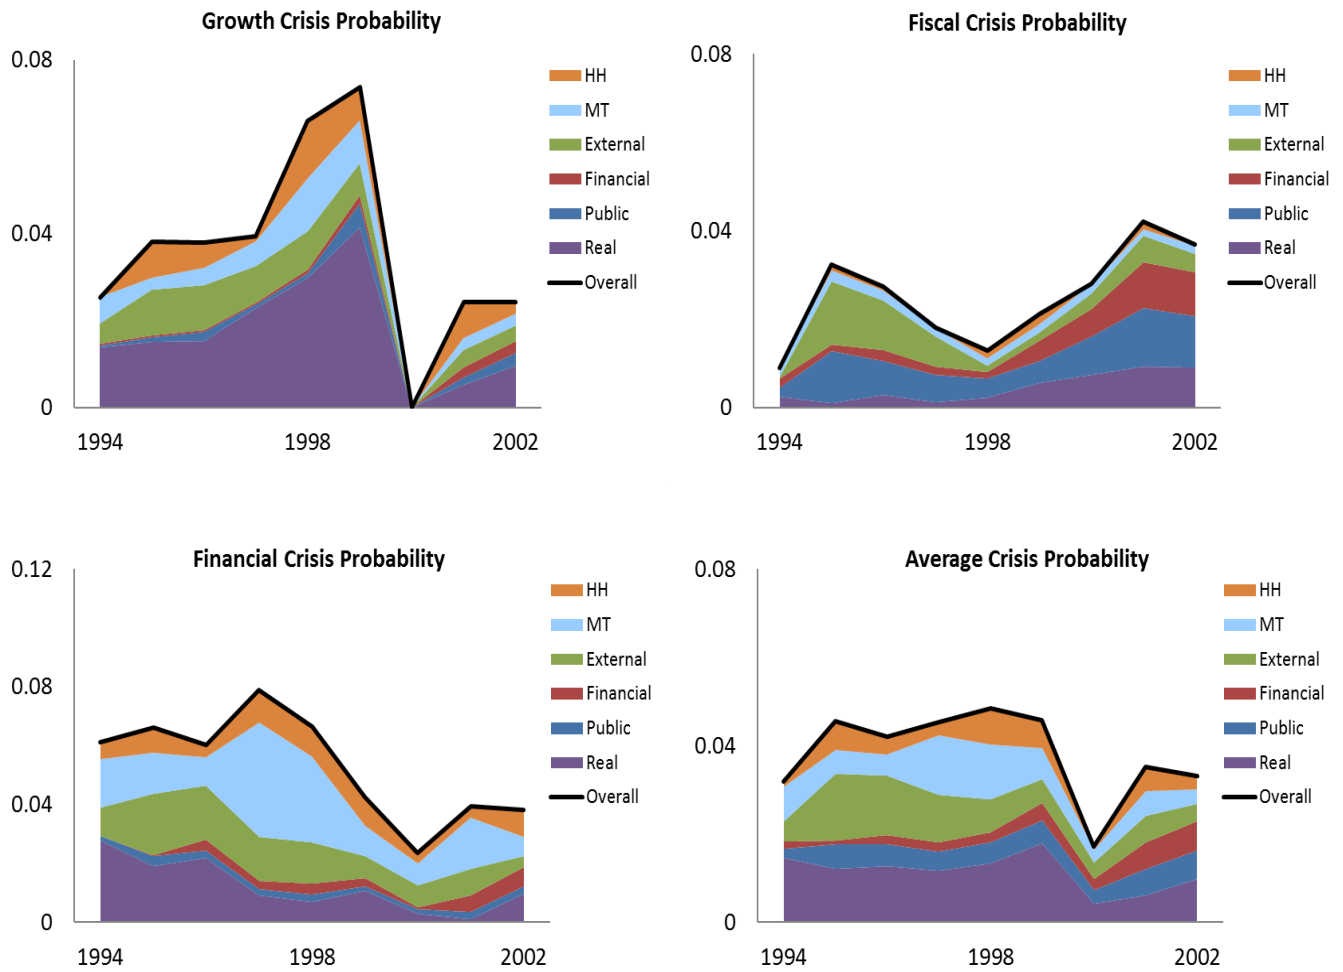 Growth Crisis Probability
0.08
0.04
0
1994
1998
2002
HH
MT
External
Financial
Public
Real
Overall
Fiscal Crisis Probability
0.08
0.04
0
1994
1998
2002
HH
MT
External
Financial
Public
Real
Overall
Financial Crisis Probability
0.12
0.08
0.04
0
1994
1998
2002
HH
MT
External
Financial
Public
Real
Overall
Average Crisis Probability
0.08
0.04
0
1994
1998
2002
HH
MT
External
Financial
Public
Real
Overall